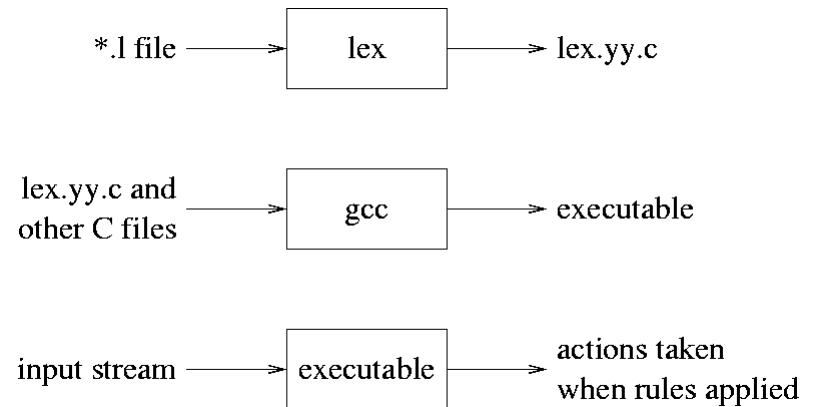 *.l file
lex
lex.yy.c
lex.yy.c and
other C files
gcc
executable
input stream
executable
actions taken
when rules applied